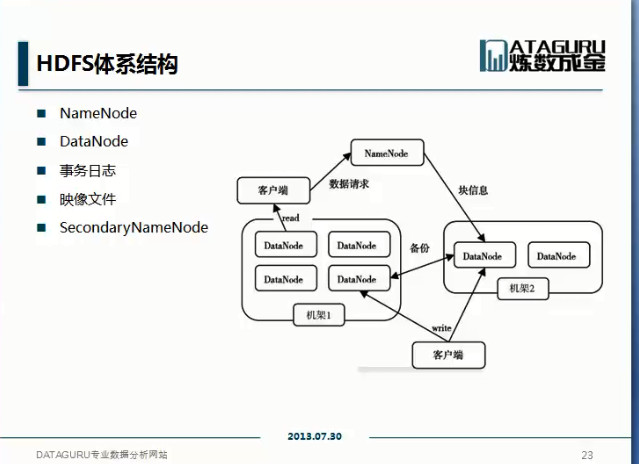 HDFS体系结构
ATAGURU
炼数成金
NameNode
DataNode
事务日志
映像文件
SecondaryNameNode
NameNode
客户端
数据请求
块信息
read
DataNode
DataNode
DataNode
DataNode
机架1
备份
DataNode
DataNode
机架2
write
客户端
2013.07.30
DATAGURU专业数据分析网站
23